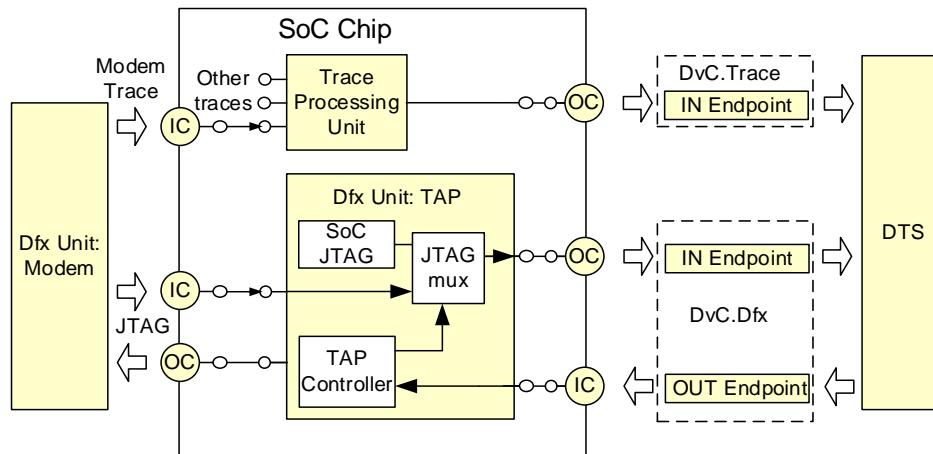 SoC Chip
Modem
Trace
Other
traces
Trace
Processing
Unit
IC
OC
DvC.Trace
IN Endpoint
Dfx Unit:
Modem
Dfx Unit: TAP
SoC
JTAG
JTAG
mux
OC
IN Endpoint
DTS
IC
JTAG
DvC.Dfx
OC
TAP
Controller
IC
OUT Endpoint